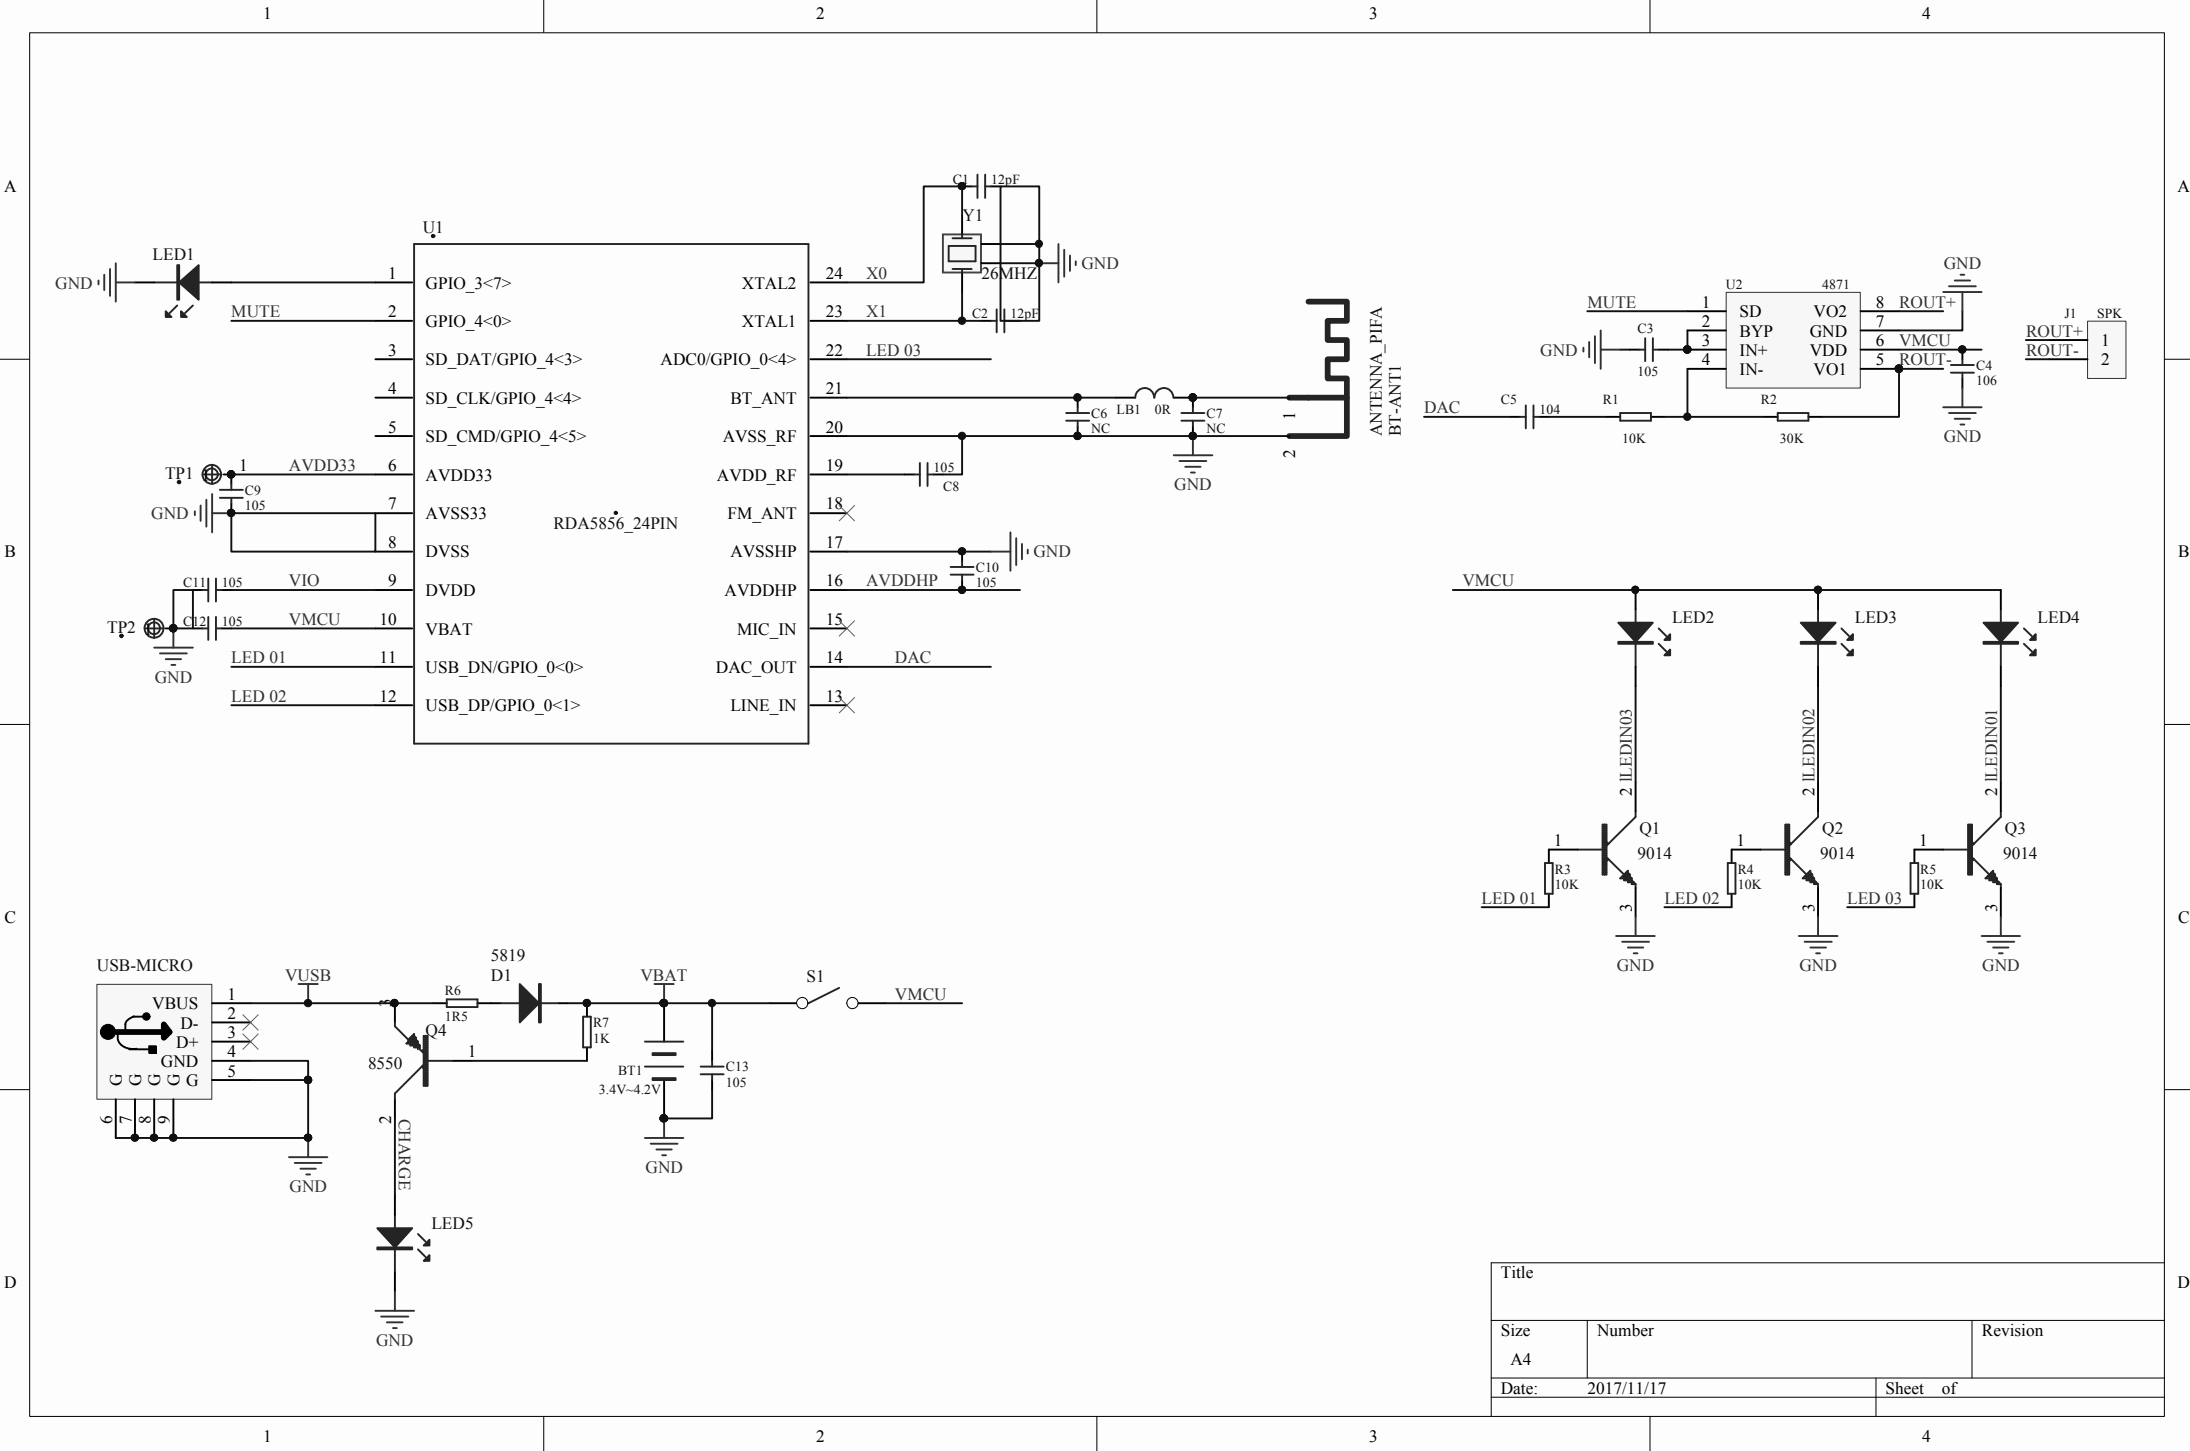 1 2 3 4
A A
B B
C C
D D
U1
LED1
GND
1 GPIO_3<7>
MUTE 2 GPIO_4<0>
3 SD_DAT/GPIO_4<3>
4 SD_CLK/GPIO_4<4>
5 SD_CMD/GPIO_4<5>
TP1 1 AVDD33 6 AVDD33
C9
105
GND 7 AVSS33
8 DVSS
C11 105 VIO 9 DVDD
TP2 C12 105 VMCU 10 VBAT
GND
LED 01 11 USB_DN/GPIO_0<0>
LED 02 12 USB_DP/GPIO_0<1>
RDA5856_24PIN
XTAL2 24 X0
XTAL1 23 X1
ADC0/GPIO_0<4> 22 LED 03
BT_ANT 21
AVSS_RF 20
AVDD_RF 19
FM_ANT 18
AVSSHP 17
AVDDHP 16 AVDDHP
MIC_IN 15
DAC_OUT 14 DAC
LINE_IN 13
C1 12pF
Y1
26MHZ
GND
C2 12pF
C6
NC
LB1 0R
C7
NC
GND
105
C8
GND
C10
105
1
2
ANTENNA_PIFA
BT-ANT1
GND
U2 4871
MUTE 1 SD VO2 8 ROUT+
2 BYP GND 7
3 IN+ VDD 6 VMCU
4 IN- VO1 5 ROUT-
GND C3
105
C4
106
GND
DAC C5 104 R1 R2
10K 30K
J1 SPK
ROUT+ 1
ROUT- 2
VMCU
LED2 LED3 LED4
2 lLEDIN03
2 lLEDIN02
2 lLEDIN01
1 Q1
9014
R3
10K
LED 01
3
GND
1 Q2
9014
R4
10K
LED 02
3
GND
1 Q3
9014
R5
10K
LED 03
3
GND
USB-MICRO
VBUS 1
D- 2
D+ 3
GND 4
G G G G G 5
6 7 8 9
GND
VUSB
3
Q4
8550
1
2
CHARGE
LED5
GND
R6
1R5
5819
D1
R7
1K
VBAT
BT1
3.4V~4.2V
C13
105
GND
S1
VMCU
Title
Size Number Revision
A4
Date: 2017/11/17 Sheet of
1 2 3 4